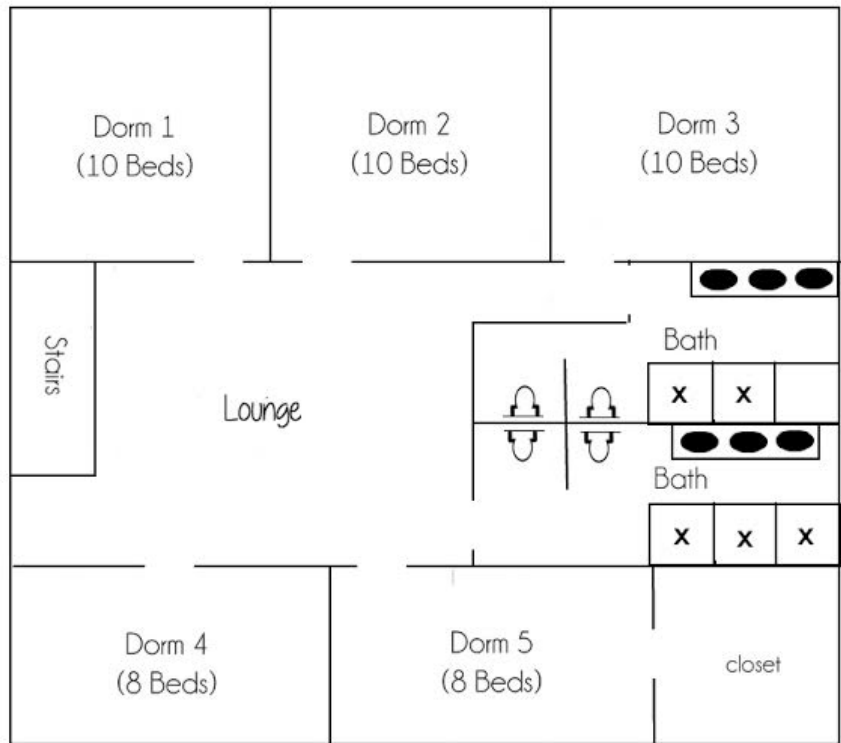 Dorm 1
(10 Beds)
Dorm 2
(10 Beds)
Dorm 3
(10 Beds)
Stairs
Lounge
Bath
x x
Bath
x x x
Dorm 4
(8 Beds)
Dorm 5
(8 Beds)
closet